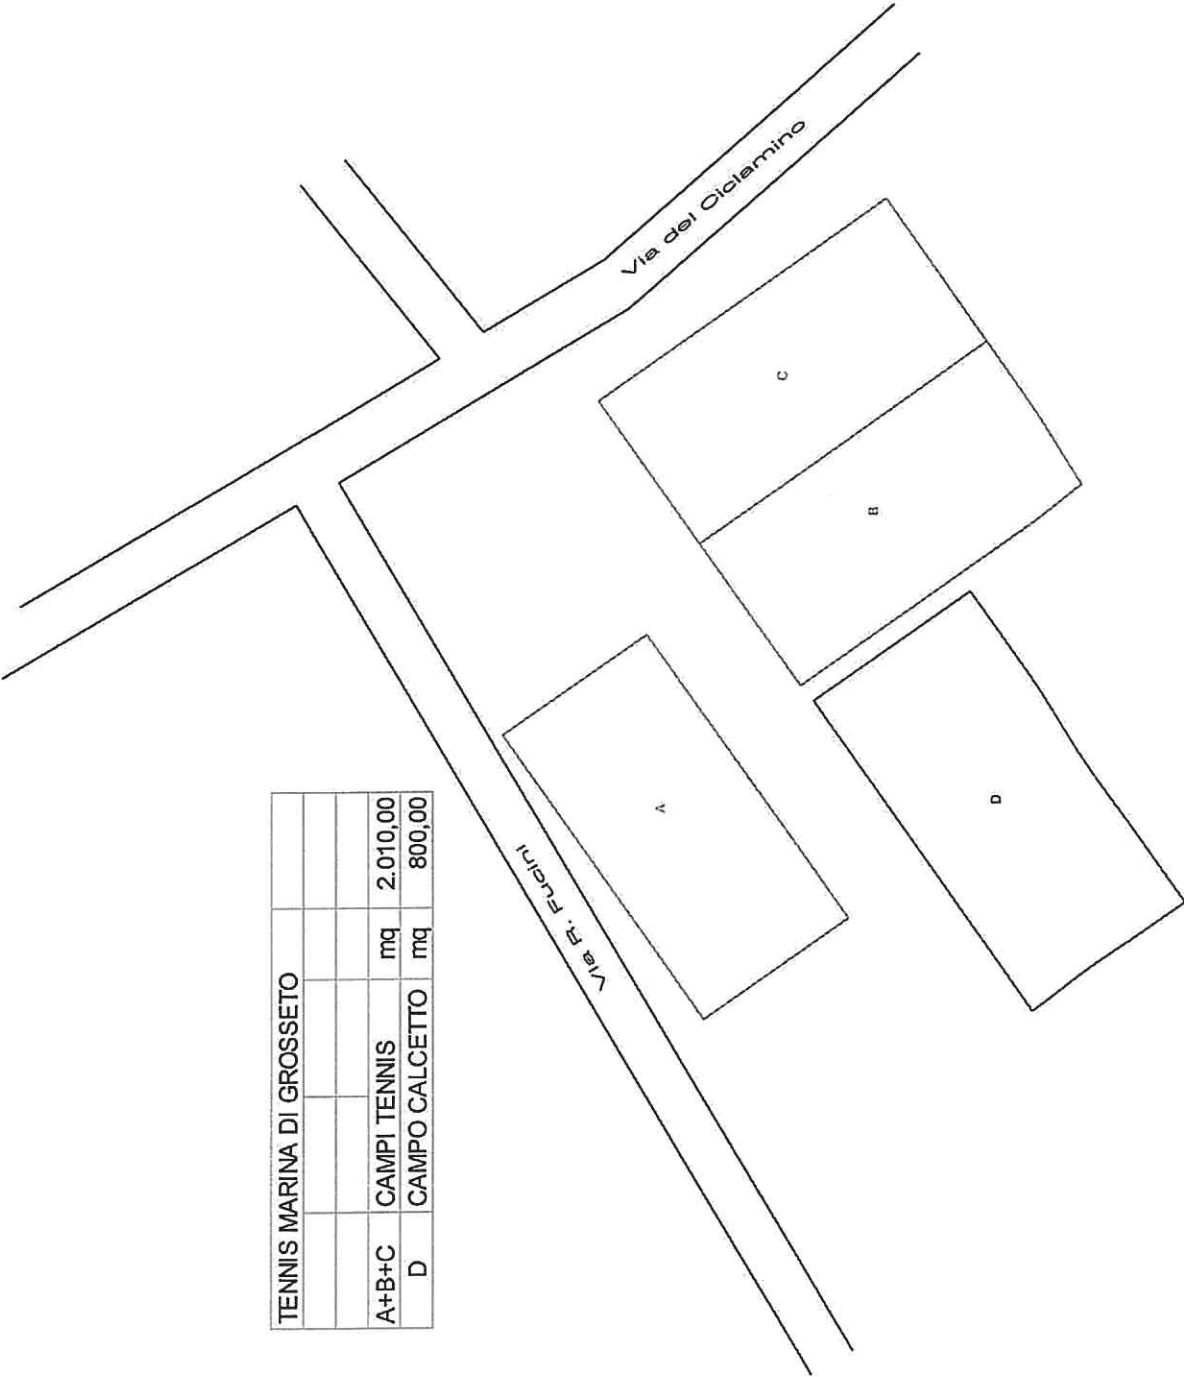 TENNIS MARINA DI GROSSETO
A+B+C CAMPI TENNIS mq 2.010,00
D CAMPO CALCETTO mq 800,00
Via del Ciclamino
Via R. Fucini
A
B
C
D